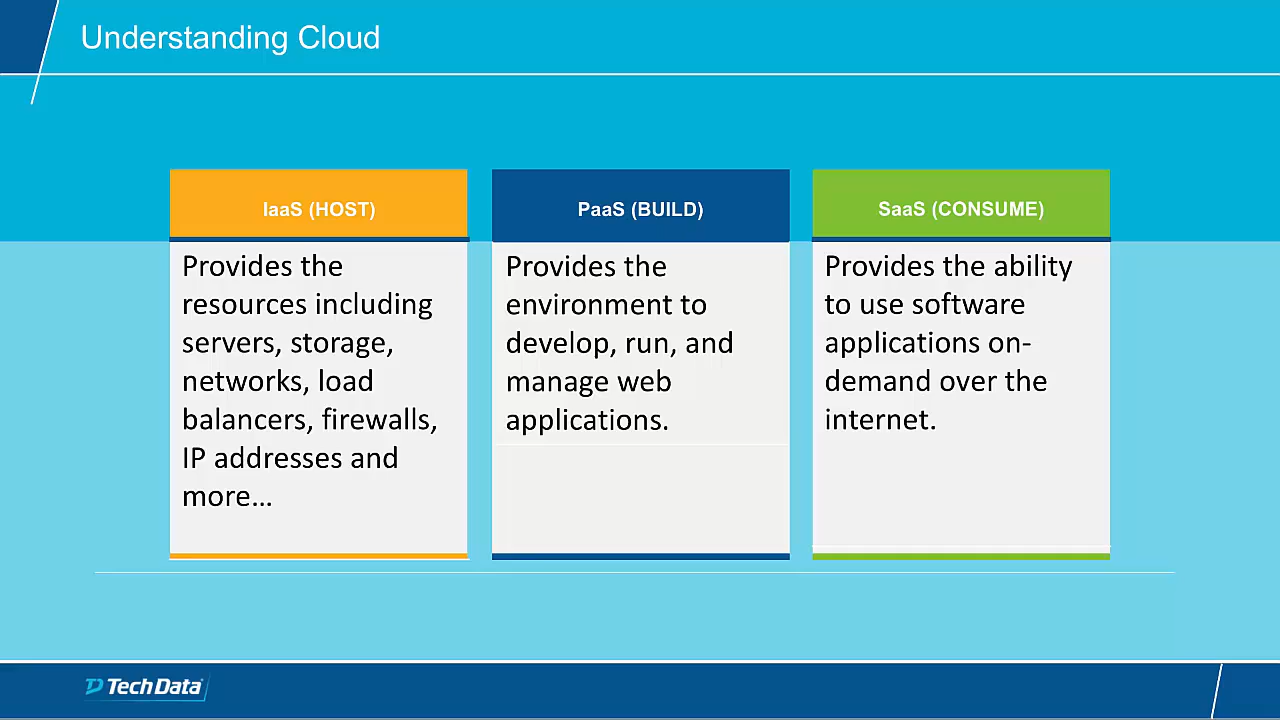 Understanding Cloud
IaaS (HOST)
Provides the
resources including
servers, storage,
networks, load
balancers, firewalls,
IP addresses and
more...
PaaS (BUILD)
Provides the
environment to
develop, run, and
manage web
applications.
SaaS (CONSUME)
Provides the ability
to use software
applications on-
demand over the
internet.
Tech Data